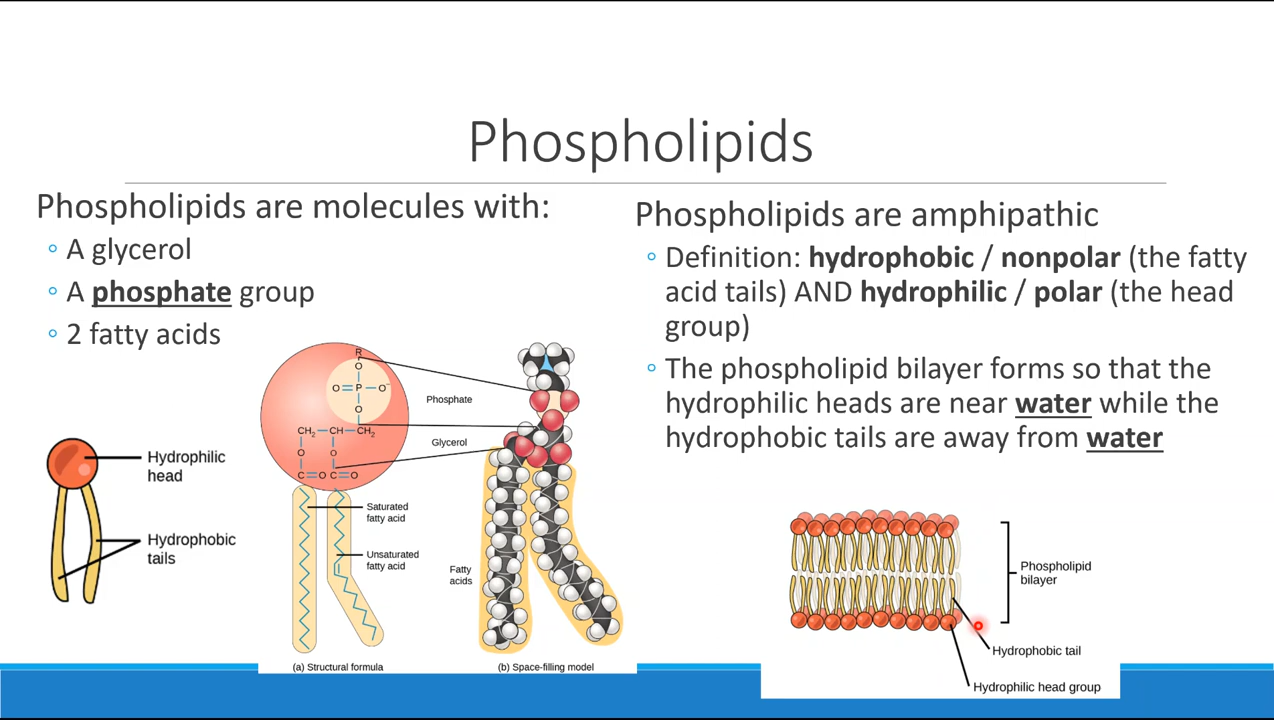 Phospholipids
Phospholipids are molecules with:
◦ A glycerol
◦ A phosphate group
◦ 2 fatty acids
Hydrophilic
head
Hydrophobic
tails
R
O
O=P—O⁻
O
CH₂—CH—CH₂
O O
C=O C=O
Phosphate
Glycerol
Saturated
fatty acid
Unsaturated
fatty acid
Fatty
acids
(a) Structural formula
(b) Space-filling model
Phospholipids are amphipathic
◦ Definition: hydrophobic / nonpolar (the fatty
acid tails) AND hydrophilic / polar (the head
group)
◦ The phospholipid bilayer forms so that the
hydrophilic heads are near water while the
hydrophobic tails are away from water
Phospholipid
bilayer
Hydrophobic tail
Hydrophilic head group